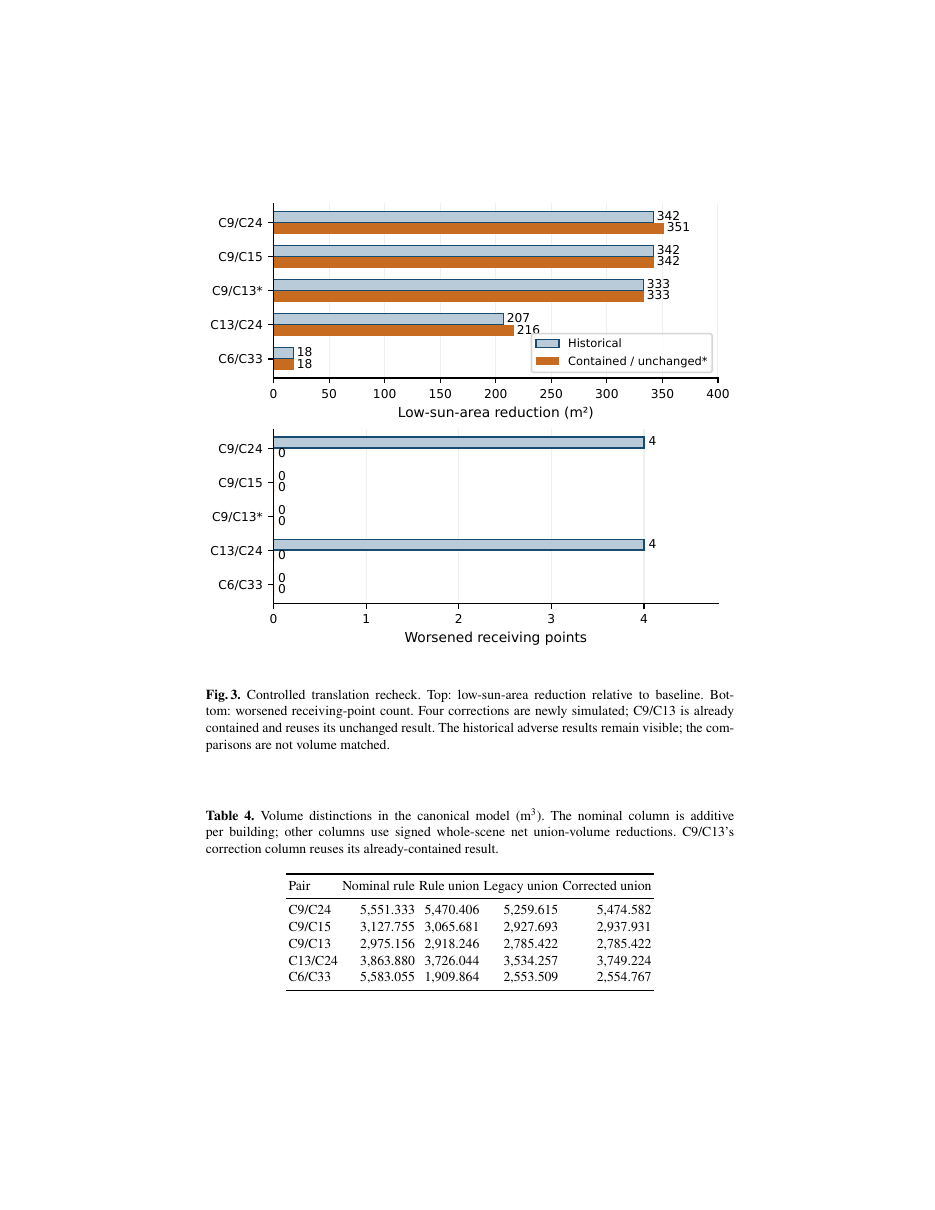 C9/C24
342
351
C9/C15
342
342
C9/C13*
333
333
C13/C24
207
216
C6/C33
18
18
Historical
Contained / unchanged*
0 50 100 150 200 250 300 350 400
Low-sun-area reduction (m²)
C9/C24
4
0
C9/C15
0
0
C9/C13*
0
0
C13/C24
4
0
C6/C33
0
0
0 1 2 3 4
Worsened receiving points
Fig. 3. Controlled translation recheck. Top: low-sun-area reduction relative to baseline. Bot-
tom: worsened receiving-point count. Four corrections are newly simulated; C9/C13 is already
contained and reuses its unchanged result. The historical adverse results remain visible; the com-
parisons are not volume matched.
Table 4. Volume distinctions in the canonical model (m³). The nominal column is additive
per building; other columns use signed whole-scene net union-volume reductions. C9/C13’s
correction column reuses its already-contained result.
Pair Nominal rule Rule union Legacy union Corrected union
C9/C24 5,551.333 5,470.406 5,259.615 5,474.582
C9/C15 3,127.755 3,065.681 2,927.693 2,937.931
C9/C13 2,975.156 2,918.246 2,785.422 2,785.422
C13/C24 3,863.880 3,726.044 3,534.257 3,749.224
C6/C33 5,583.055 1,909.864 2,553.509 2,554.767